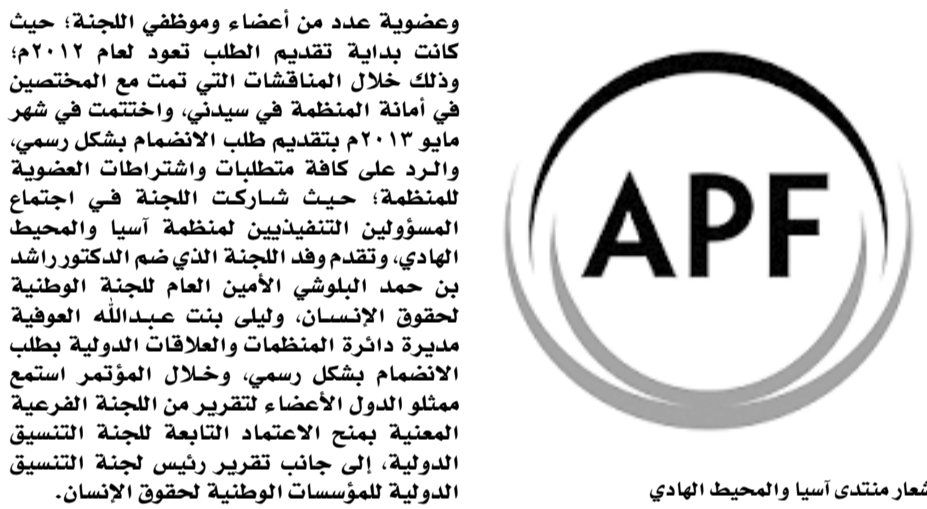 وعضوية عدد من أعضاء وموظفي اللجنة؛ حيث
كانت بداية تقديم الطلب تعود لعام ٢٠١٢م؛
وذلك خلال المناقشات التي تمت مع المختصين
في أمانة المنظمة في سيدني، واختتمت في شهر
مايو ٢٠١٣م بتقديم طلب الانضمام بشكل رسمي،
والرد على كافة متطلبات واشتراطات العضوية
للمنظمة؛ حيث شاركت اللجنة في اجتماع
المسؤولين التنفيذيين لمنظمة آسيا والمحيط
الهادي، وتقدم وفد اللجنة الذي ضم الدكتور راشد
بن حمد البلوشي الأمين العام للجنة الوطنية
لحقوق الإنسان، وليلى بنت عبدالله العوفية
مديرة دائرة المنظمات والعلاقات الدولية بطلب
الانضمام بشكل رسمي، وخلال المؤتمر استمع
ممثلو الدول الأعضاء لتقرير من اللجنة الفرعية
المعنية بمنح الاعتماد التابعة للجنة التنسيق
الدولية، إلى جانب تقرير رئيس لجنة التنسيق
الدولية للمؤسسات الوطنية لحقوق الإنسان.
APF
شعار منتدى آسيا والمحيط الهادي